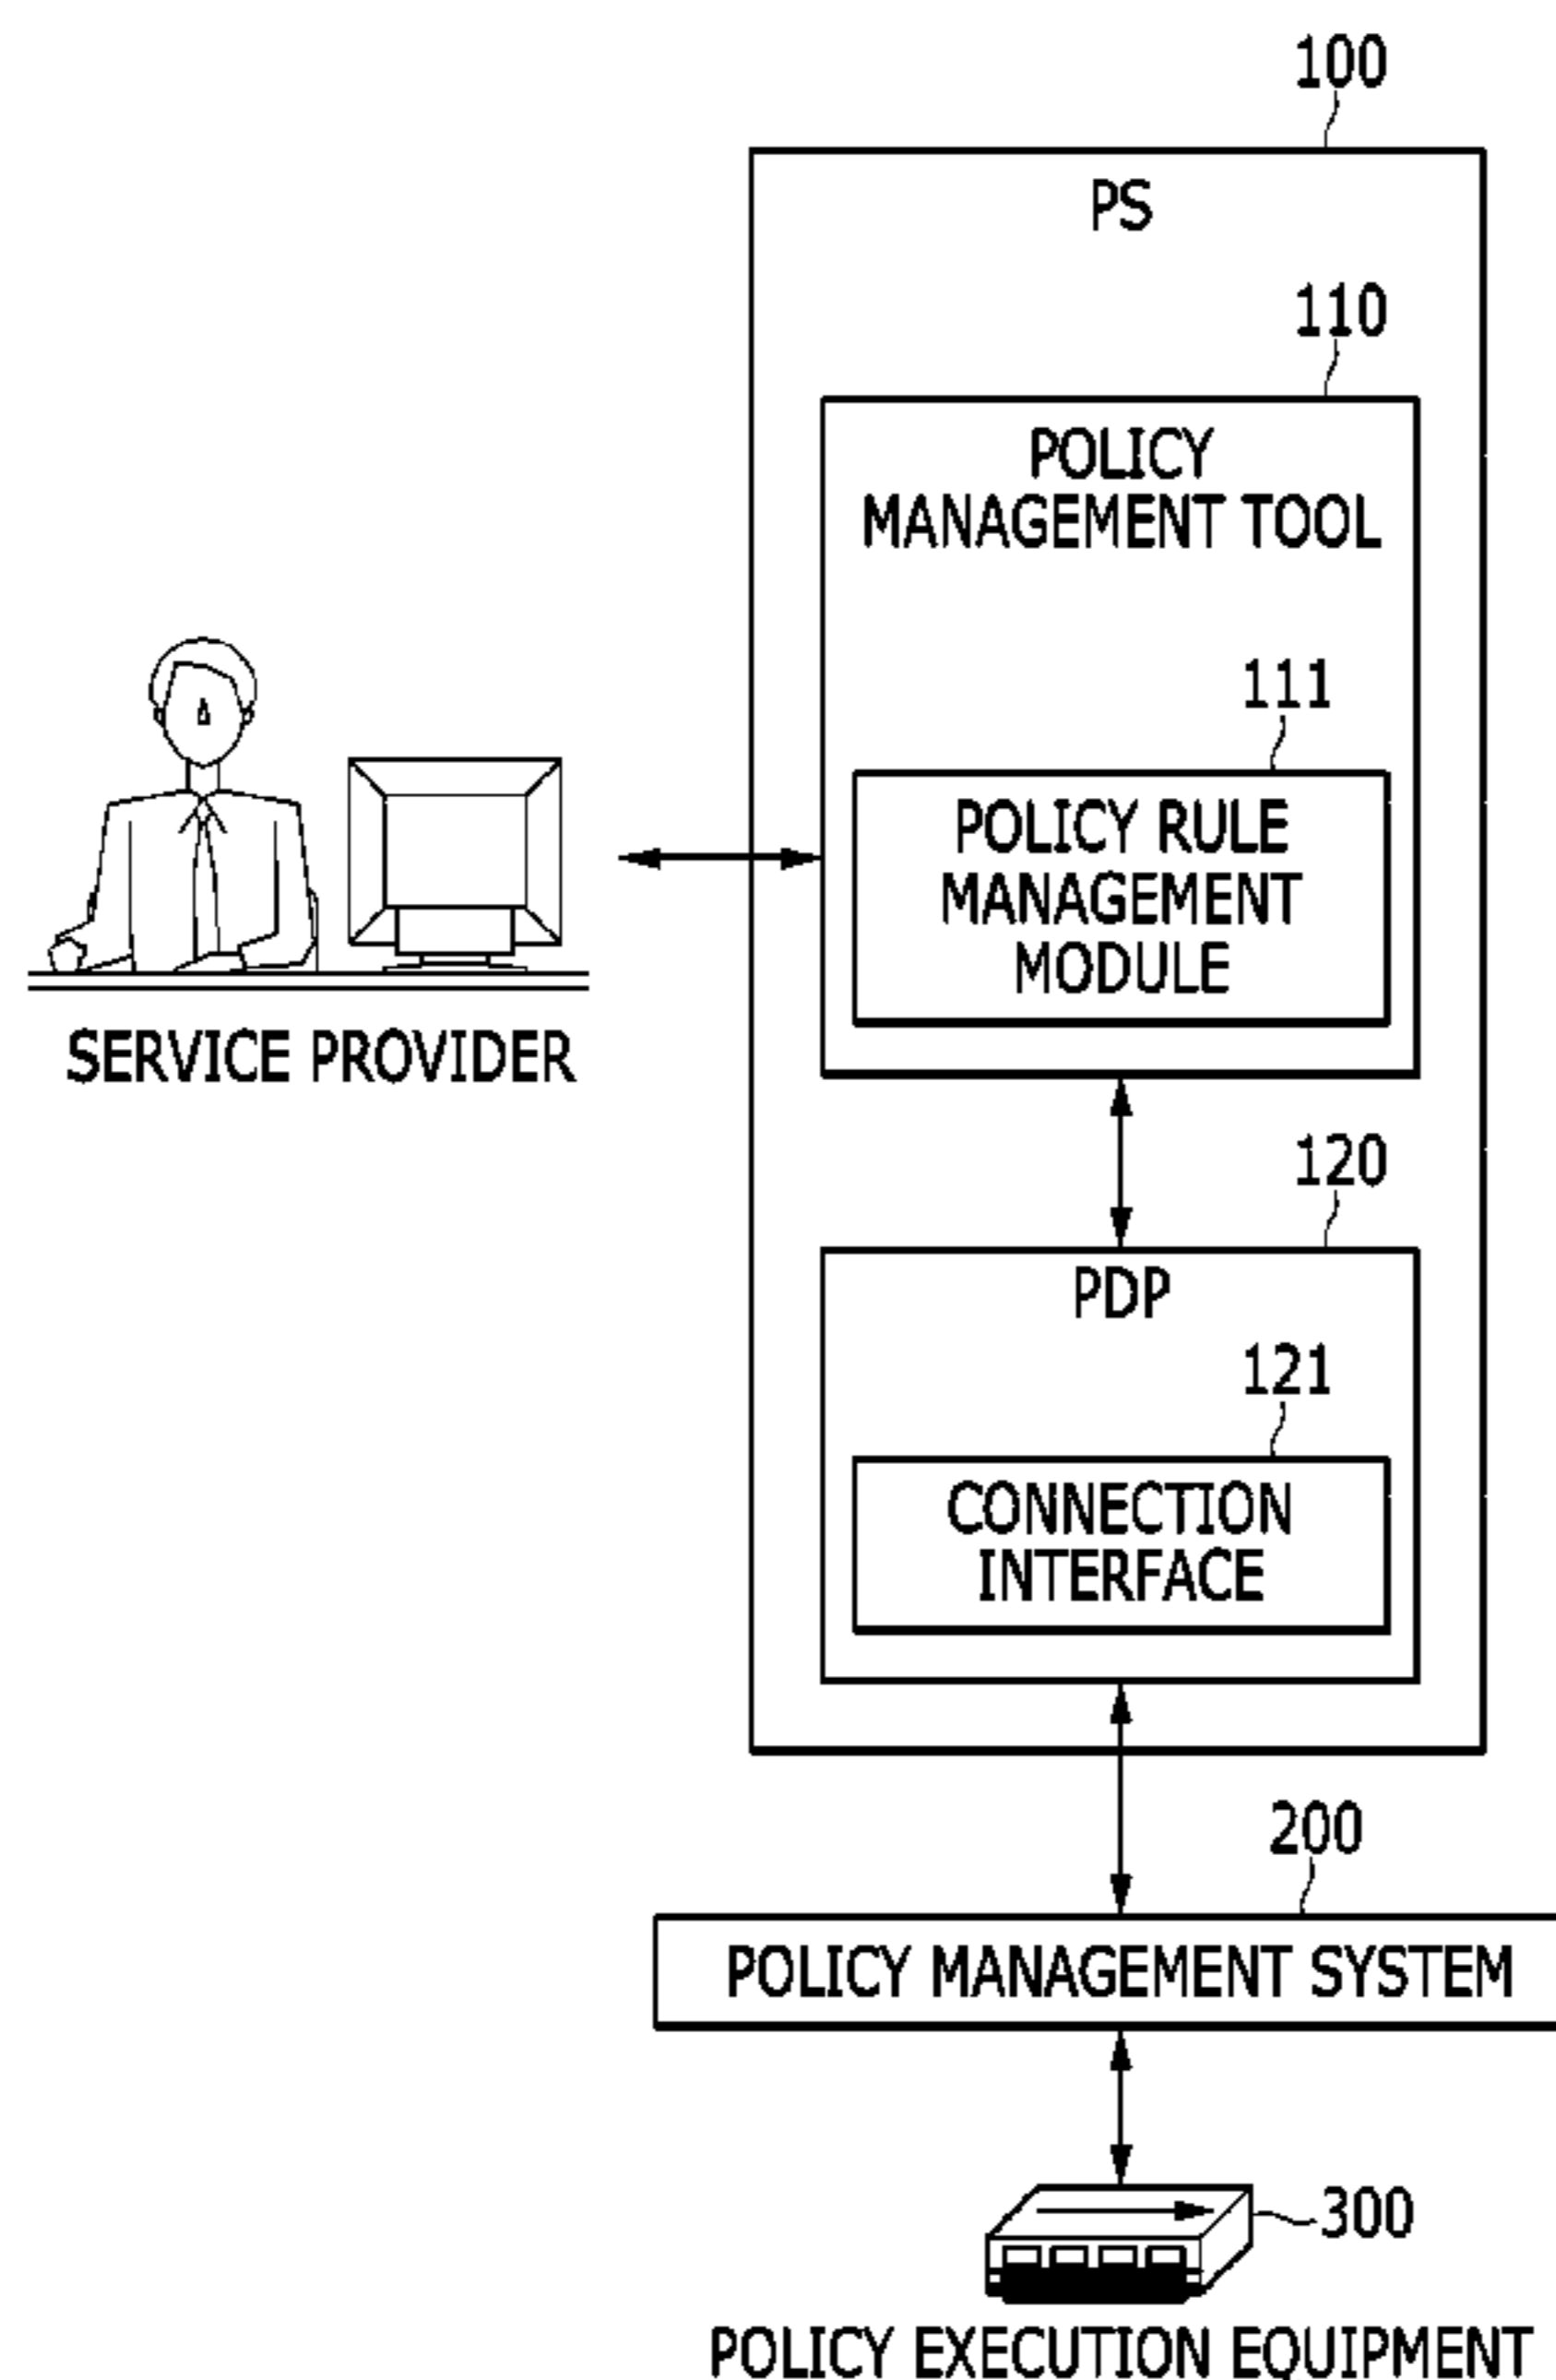 100
PS
110
POLICY
MANAGEMENT TOOL
111
POLICY RULE
MANAGEMENT
MODULE
SERVICE PROVIDER
120
PDP
121
CONNECTION
INTERFACE
200
POLICY MANAGEMENT SYSTEM
300
POLICY EXECUTION EQUIPMENT